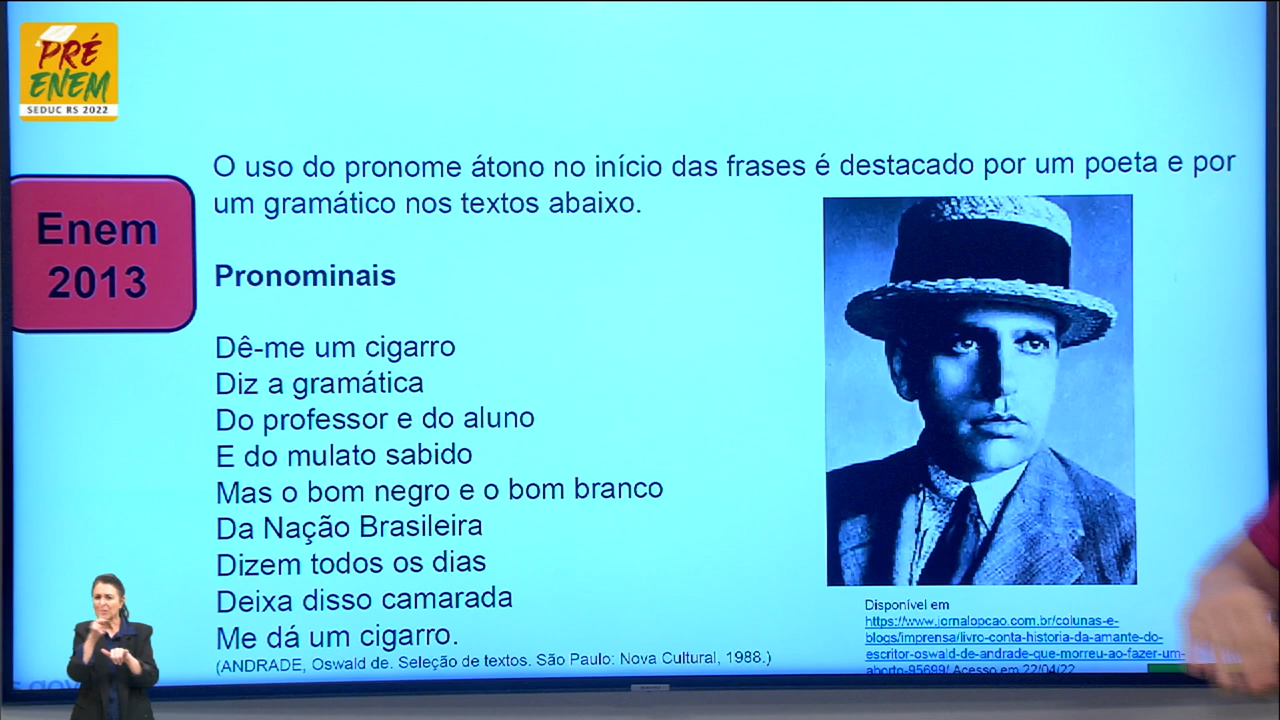 PRÉ
ENEM
SEDUC RS 2022
Enem
2013
O uso do pronome átono no início das frases é destacado por um poeta e por
um gramático nos textos abaixo.
Pronominais
Dê-me um cigarro
Diz a gramática
Do professor e do aluno
E do mulato sabido
Mas o bom negro e o bom branco
Da Nação Brasileira
Dizem todos os dias
Deixa disso camarada
Me dá um cigarro.
(ANDRADE, Oswald de. Seleção de textos. São Paulo: Nova Cultural, 1988.)
Disponível em
https://www.jornalopcao.com.br/colunas-e-
blogs/imprensa/livro-conta-historia-da-amante-do-
escritor-oswald-de-andrade-que-morreu-ao-fazer-um-
aborto-95699/ Acesso em 22/04/22